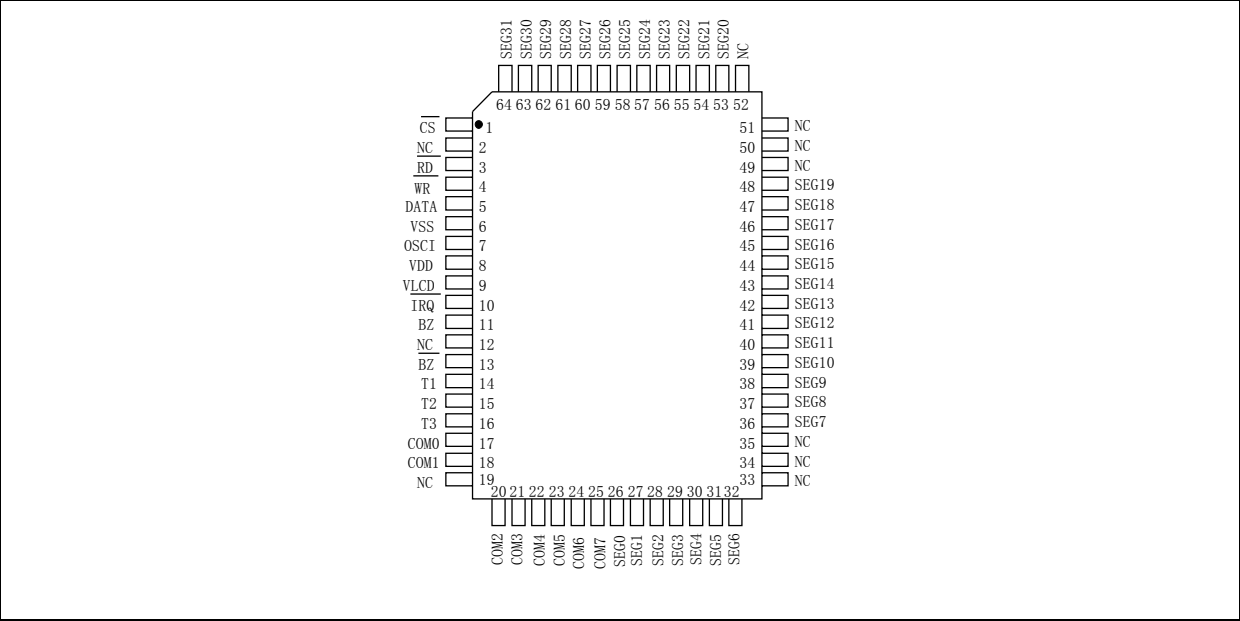 SEG31
SEG30
SEG29
SEG28
SEG27
SEG26
SEG25
SEG24
SEG23
SEG22
SEG21
SEG20
NC
64 63 62 61 60 59 58 57 56 55 54 53 52
CS 1 51 NC
NC 2 50 NC
RD 3 49 NC
WR 4 48 SEG19
DATA 5 47 SEG18
VSS 6 46 SEG17
OSCI 7 45 SEG16
VDD 8 44 SEG15
VLCD 9 43 SEG14
IRQ 10 42 SEG13
BZ 11 41 SEG12
NC 12 40 SEG11
BZ 13 39 SEG10
T1 14 38 SEG9
T2 15 37 SEG8
T3 16 36 SEG7
COM0 17 35 NC
COM1 18 34 NC
NC 19 33 NC
20 21 22 23 24 25 26 27 28 29 30 31 32
COM2
COM3
COM4
COM5
COM6
COM7
SEG0
SEG1
SEG2
SEG3
SEG4
SEG5
SEG6